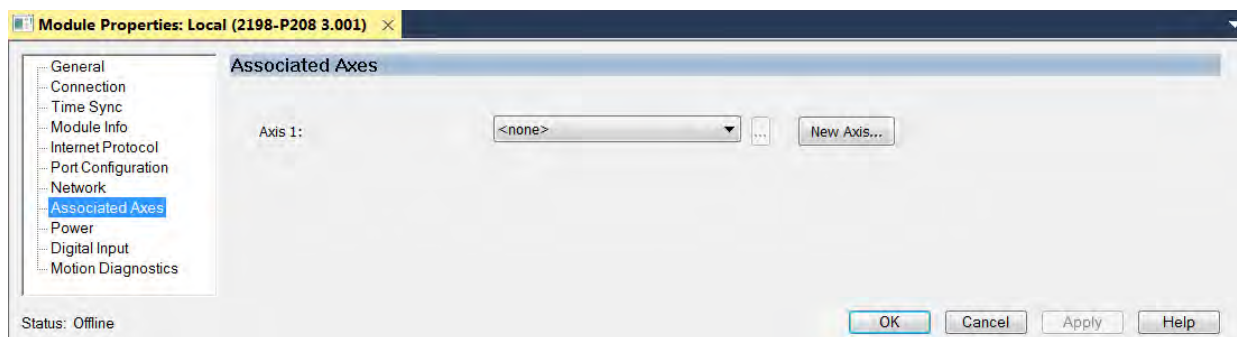 Module Properties: Local (2198-P208 3.001)
General
Connection
Time Sync
Module Info
Internet Protocol
Port Configuration
Network
Associated Axes
Power
Digital Input
Motion Diagnostics
Associated Axes
Axis 1: <none> ... New Axis...
Status: Offline OK Cancel Apply Help